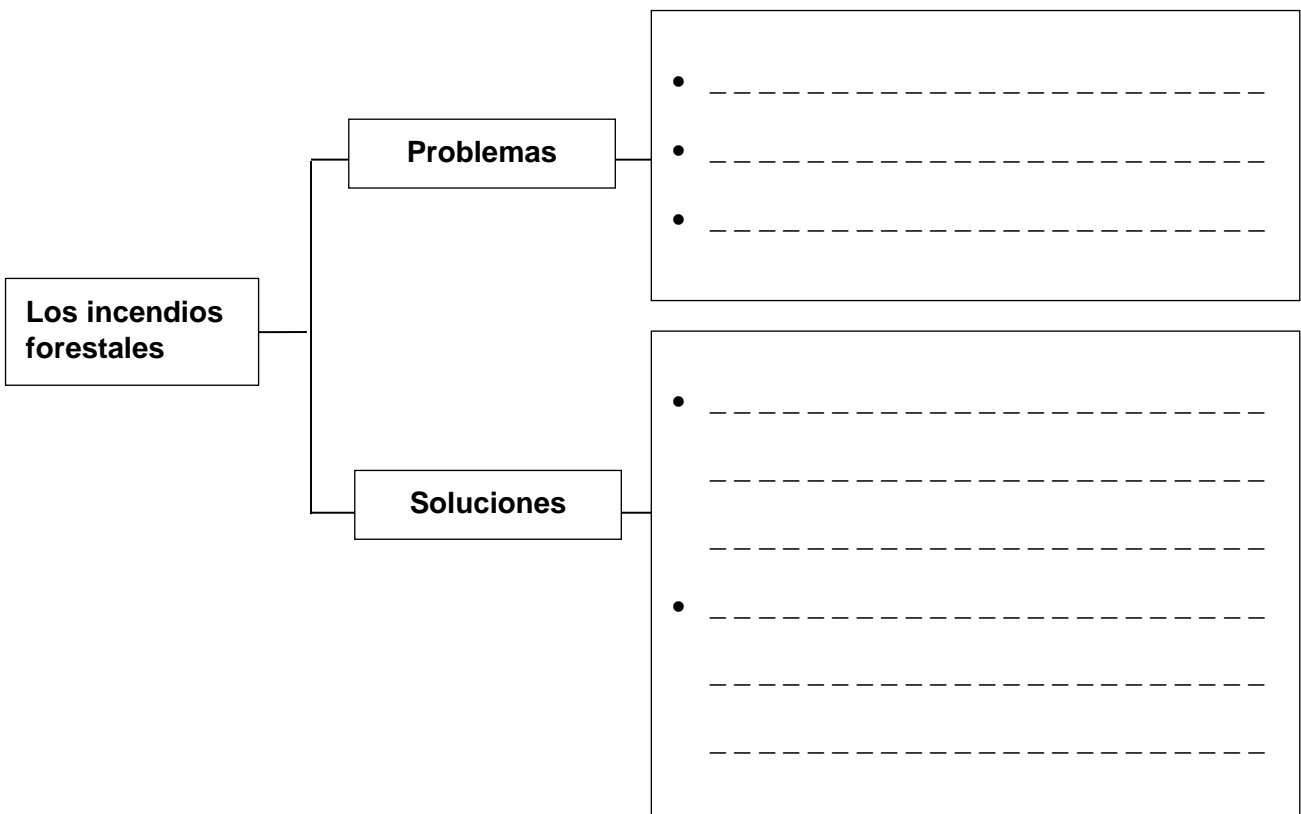 Problemas
Los incendios
forestales
Soluciones
• _ _ _ _ _ _ _ _ _ _ _ _ _ _ _ _ _ _ _ _ _ _ _
• _ _ _ _ _ _ _ _ _ _ _ _ _ _ _ _ _ _ _ _ _ _ _
• _ _ _ _ _ _ _ _ _ _ _ _ _ _ _ _ _ _ _ _ _ _ _
• _ _ _ _ _ _ _ _ _ _ _ _ _ _ _ _ _ _ _ _ _ _ _
_ _ _ _ _ _ _ _ _ _ _ _ _ _ _ _ _ _ _ _ _ _ _
_ _ _ _ _ _ _ _ _ _ _ _ _ _ _ _ _ _ _ _ _ _ _
• _ _ _ _ _ _ _ _ _ _ _ _ _ _ _ _ _ _ _ _ _ _ _
_ _ _ _ _ _ _ _ _ _ _ _ _ _ _ _ _ _ _ _ _ _ _
_ _ _ _ _ _ _ _ _ _ _ _ _ _ _ _ _ _ _ _ _ _ _